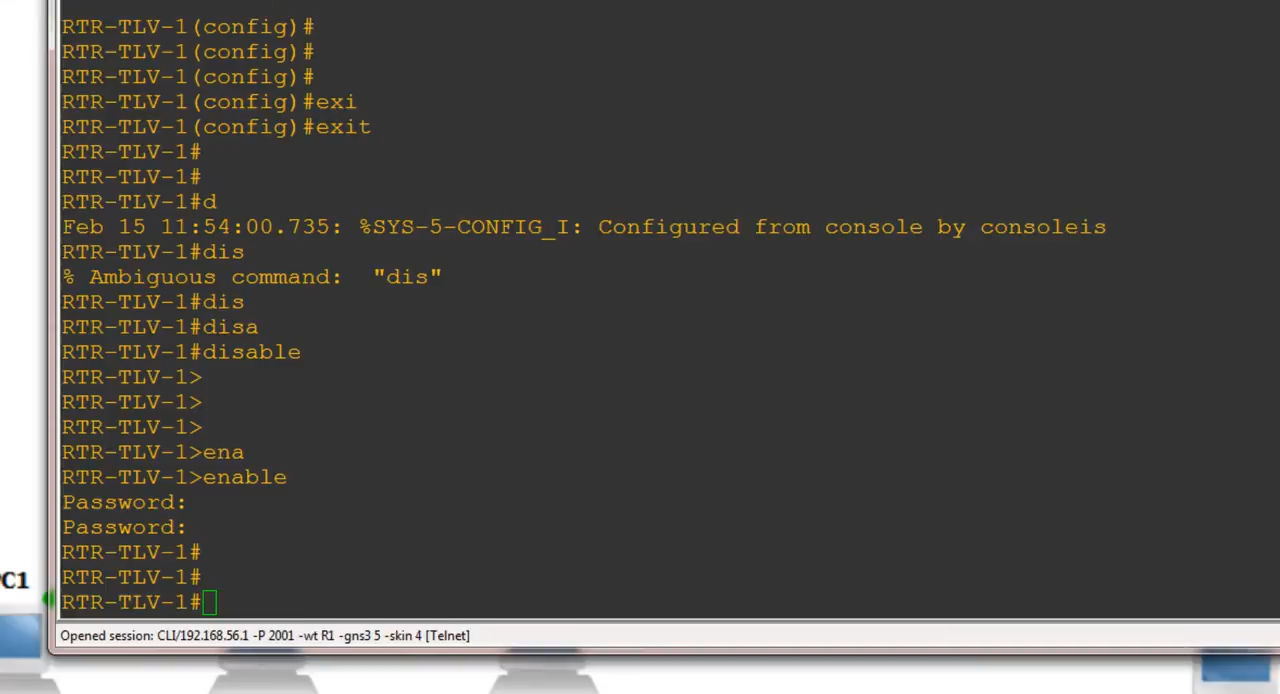 RTR-TLV-1(config)#
RTR-TLV-1(config)#
RTR-TLV-1(config)#
RTR-TLV-1(config)#exi
RTR-TLV-1(config)#exit
RTR-TLV-1#
RTR-TLV-1#
RTR-TLV-1#d
Feb 15 11:54:00.735: %SYS-5-CONFIG_I: Configured from console by consoleis
RTR-TLV-1#dis
% Ambiguous command:  "dis"
RTR-TLV-1#dis
RTR-TLV-1#disa
RTR-TLV-1#disable
RTR-TLV-1>
RTR-TLV-1>
RTR-TLV-1>
RTR-TLV-1>ena
RTR-TLV-1>enable
Password:
Password:
RTR-TLV-1#
RTR-TLV-1#
RTR-TLV-1#
C1
Opened session: CLI/192.168.56.1 -P 2001 -wt R1 -gns3 5 -skin 4 [Telnet]